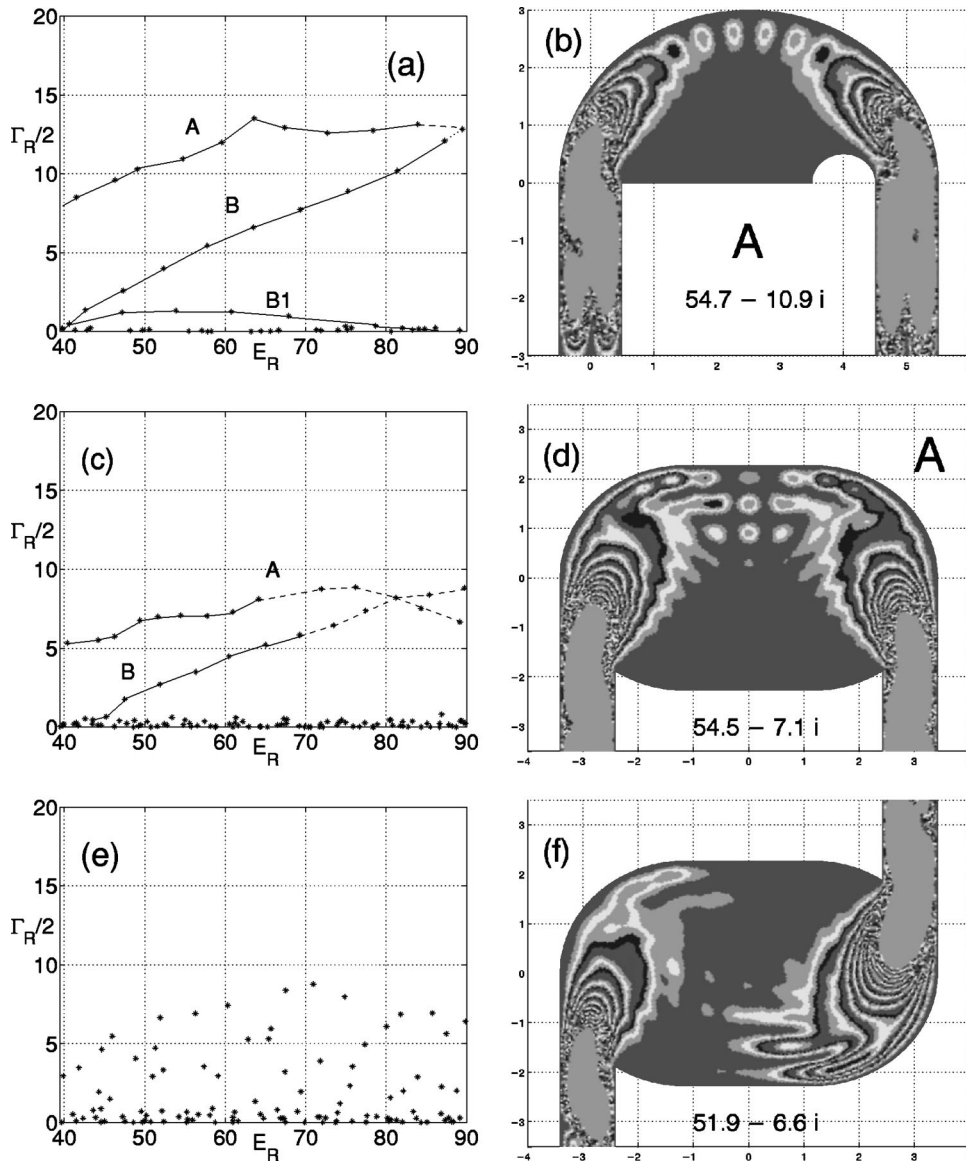 20
15
10
5
0
Γ_R/2
(a)
A
B
B1
40 50 60 70 80 90
E_R
(b)
3
2
1
0
-1
-2
-3
-1 0 1 2 3 4 5
A
54.7 – 10.9 i
20
15
10
5
0
Γ_R/2
(c)
A
B
40 50 60 70 80 90
E_R
(d)
A
3
2
1
0
-1
-2
-3
-4 -3 -2 -1 0 1 2 3
54.5 – 7.1 i
20
15
10
5
0
Γ_R/2
(e)
40 50 60 70 80 90
E_R
(f)
3
2
1
0
-1
-2
-3
-4 -3 -2 -1 0 1 2 3
51.9 – 6.6 i